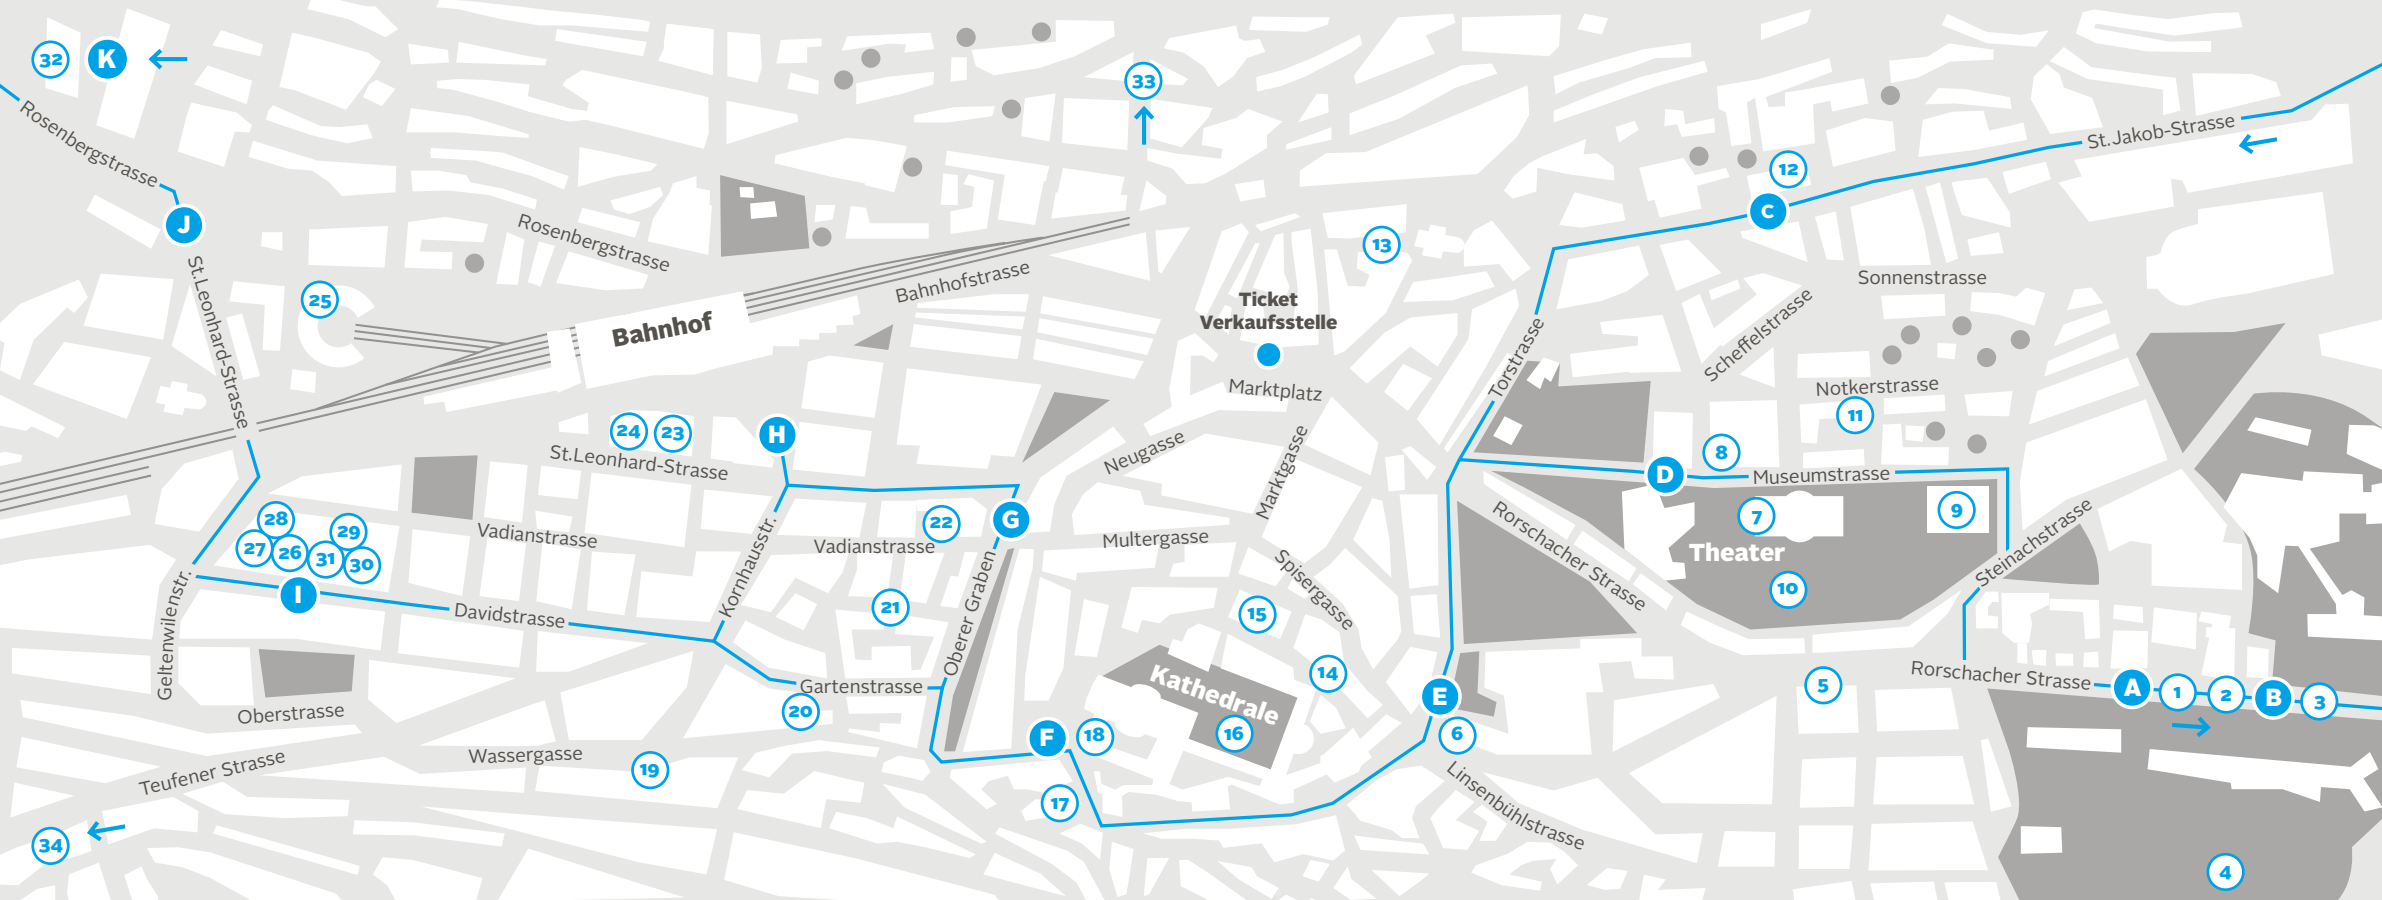 32
K
33
Rosenbergstrasse
St.Jakob-Strasse
12
C
J
Rosenbergstrasse
13
St.Leonhard-Strasse
25
Bahnhofstrasse
Sonnenstrasse
Ticket
Verkaufsstelle
Bahnhof
Scheffelstrasse
Torstrasse
Marktplatz
Notkerstrasse
11
24
23
H
St.Leonhard-Strasse
Neugasse
Marktgasse
8
D
Museumstrasse
28
29
27
26
31
30
I
Vadianstrasse
Kornhausstr.
Vadianstrasse
22
G
Multergasse
Rorschacher Strasse
7
9
Theater
10
Steinachstrasse
Geltenwilenstr.
Davidstrasse
21
Oberer Graben
Spisergasse
15
Gartenstrasse
20
Kathedrale
16
14
E
6
5
Rorschacher Strasse
A
1
2
B
3
Oberstrasse
Teufener Strasse
Wassergasse
19
F
18
17
Linsenbühlstrasse
34
4